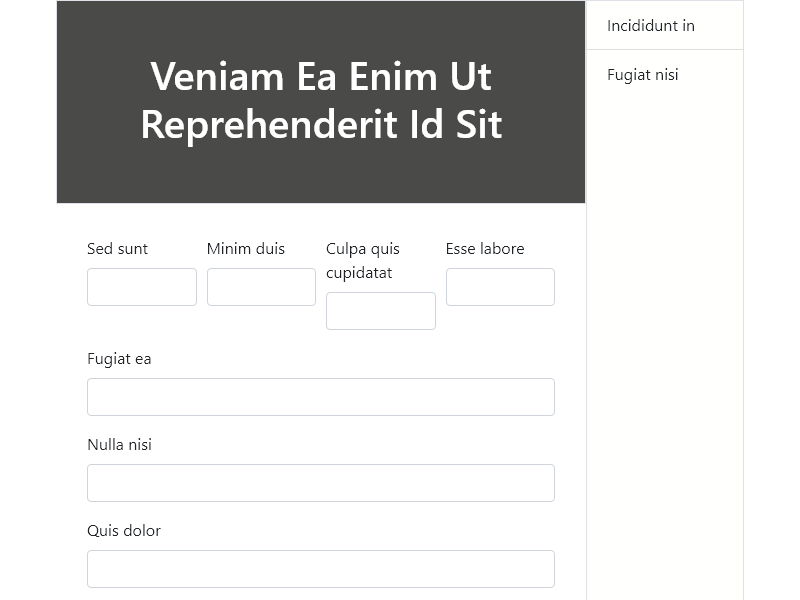 Veniam Ea Enim Ut
Reprehenderit Id Sit
Sed sunt
Minim duis
Culpa quis
cupidatat
Esse labore
Fugiat ea
Nulla nisi
Quis dolor
Incididunt in
Fugiat nisi